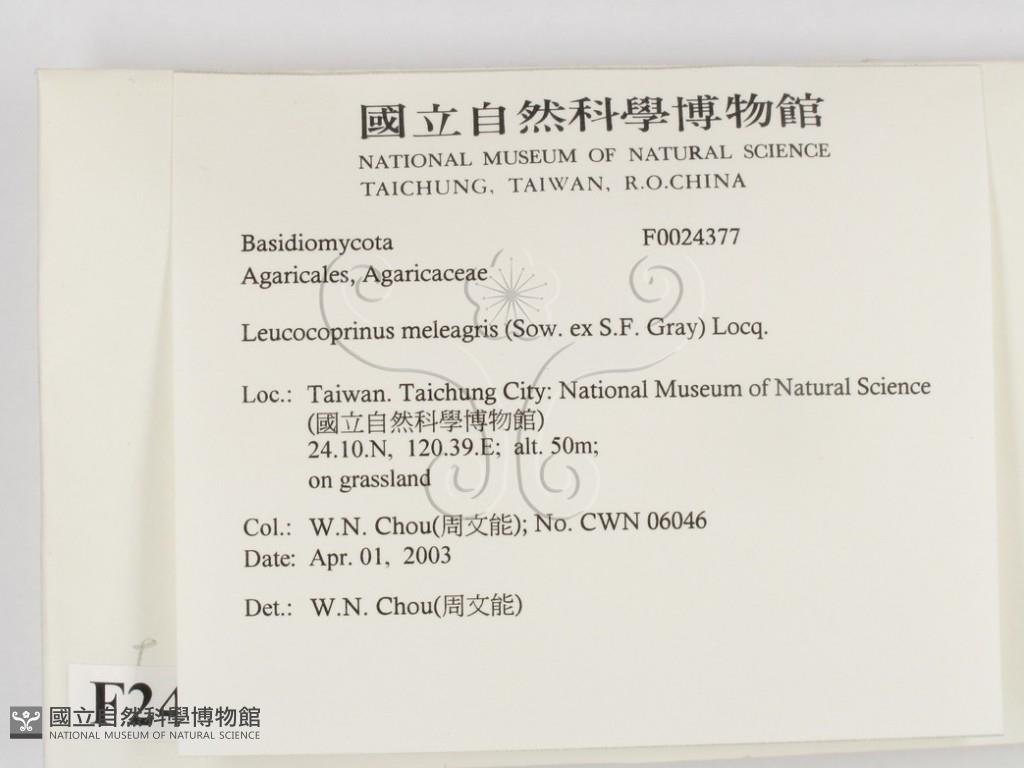 國立自然科學博物館
NATIONAL MUSEUM OF NATURAL SCIENCE
TAICHUNG, TAIWAN, R.O.CHINA
Basidiomycota F0024377
Agaricales, Agaricaceae
Leucocoprinus meleagris (Sow. ex S.F. Gray) Locq.
Loc.: Taiwan. Taichung City: National Museum of Natural Science
(國立自然科學博物館)
24.10.N, 120.39.E; alt. 50m;
on grassland
Col.: W.N. Chou(周文能); No. CWN 06046
Date: Apr. 01, 2003
Det.: W.N. Chou(周文能)
F24
國立自然科學博物館
NATIONAL MUSEUM OF NATURAL SCIENCE